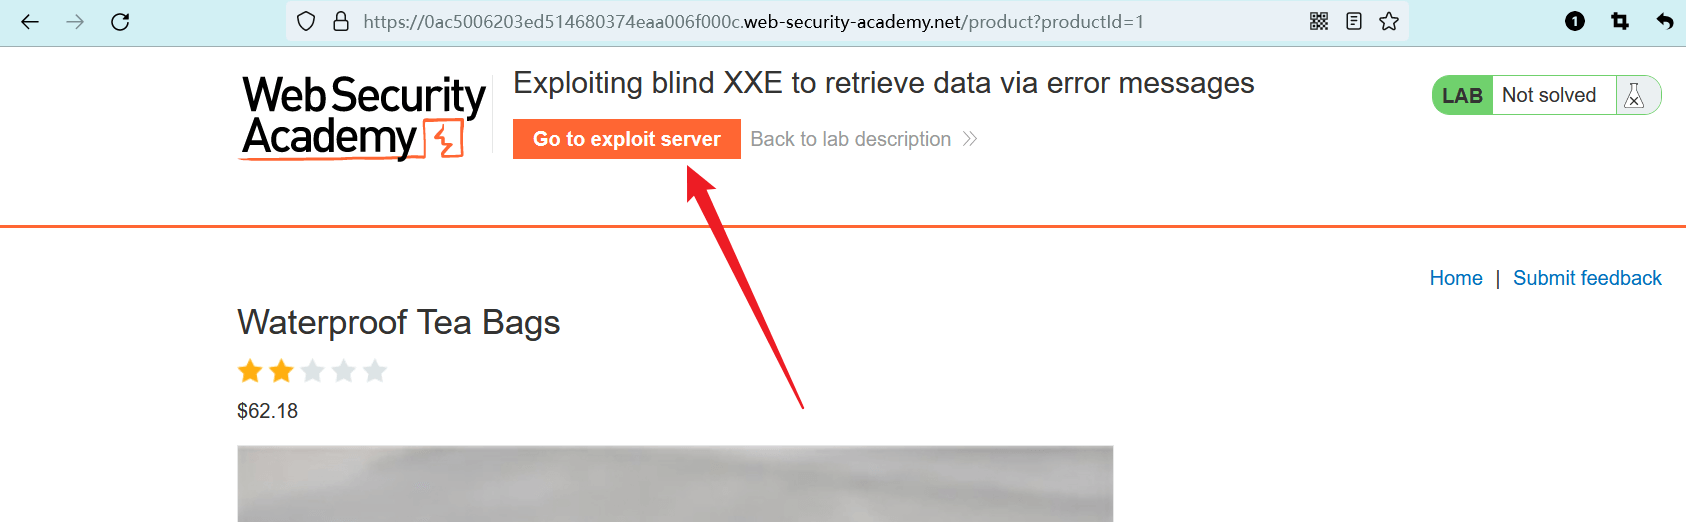 https://0ac5006203ed514680374eaa006f000c.web-security-academy.net/product?productId=1
1
Web Security
Academy
Exploiting blind XXE to retrieve data via error messages
Go to exploit server
Back to lab description
LAB Not solved
Home | Submit feedback
Waterproof Tea Bags
$62.18